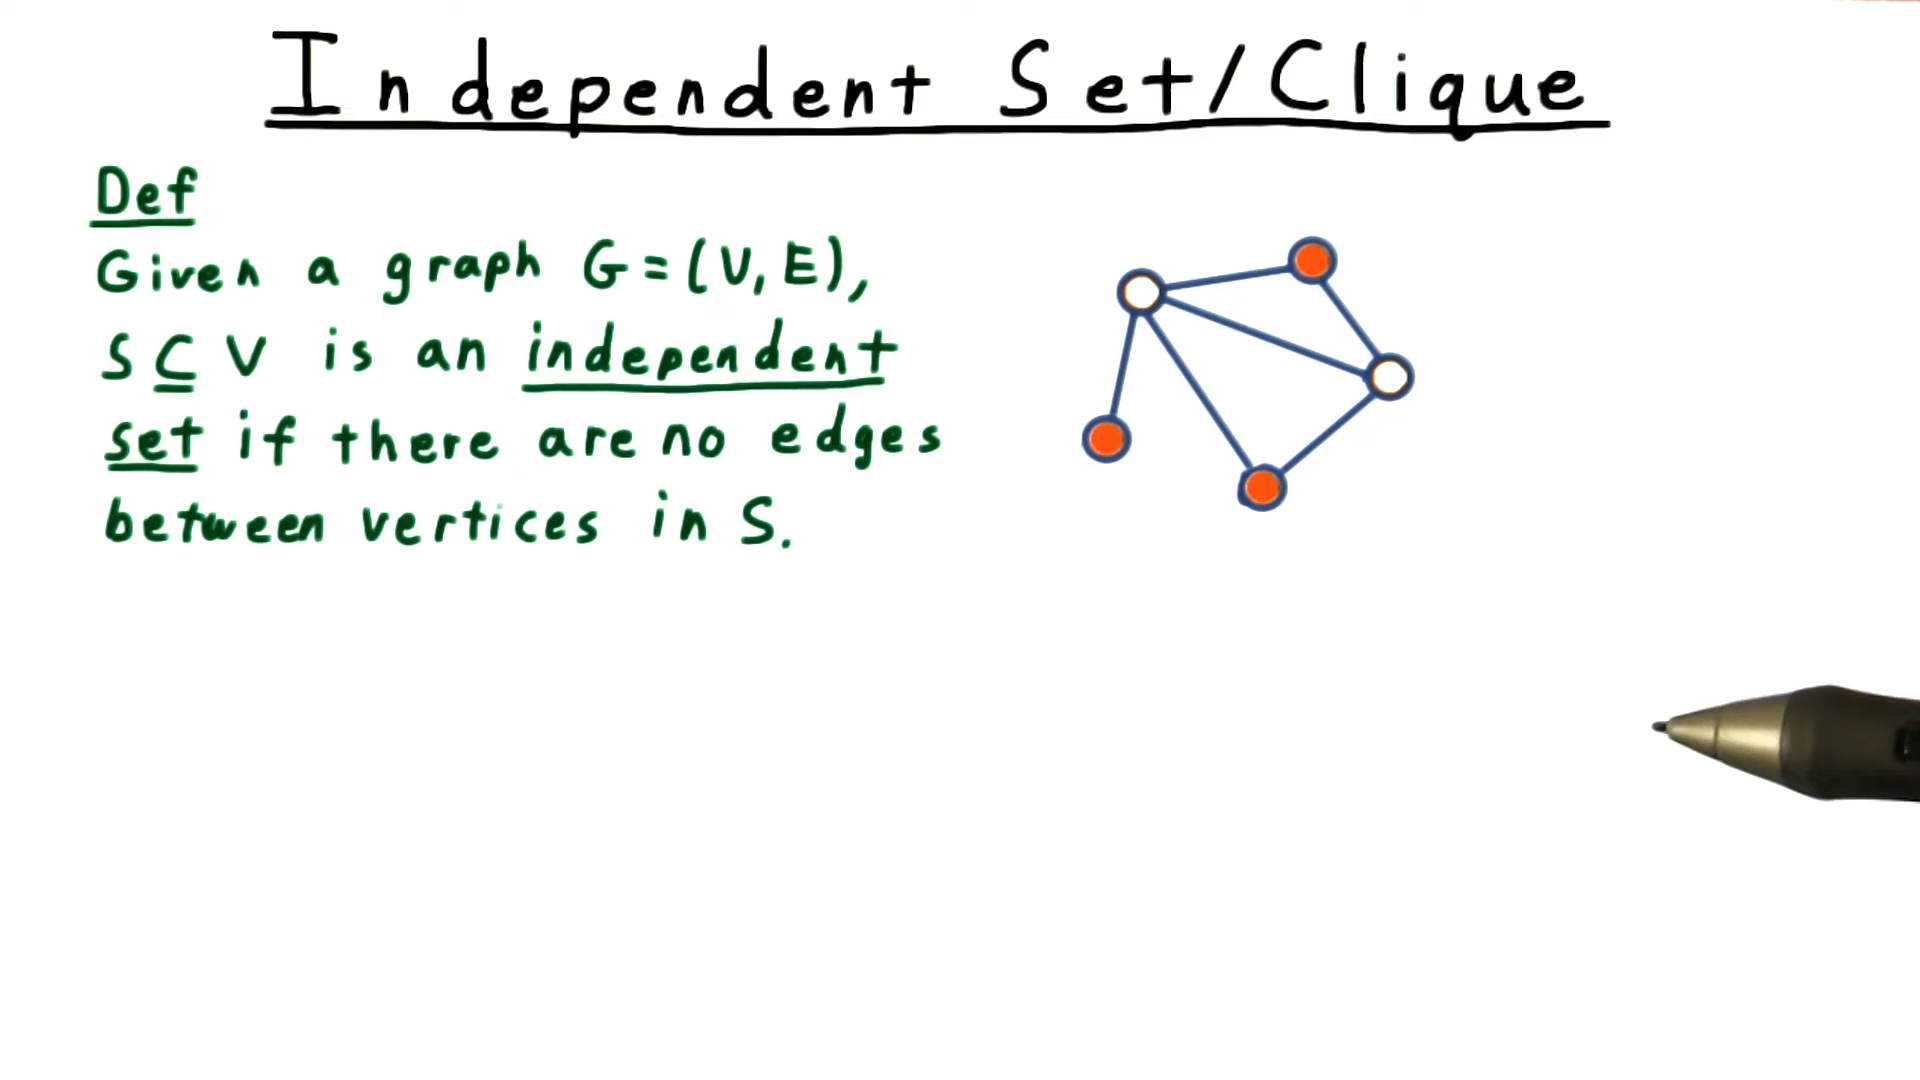 Independent Set/Clique
Def
Given a graph G=(V,E),
S ⊆ V is an independent
set if there are no edges
between vertices in S.